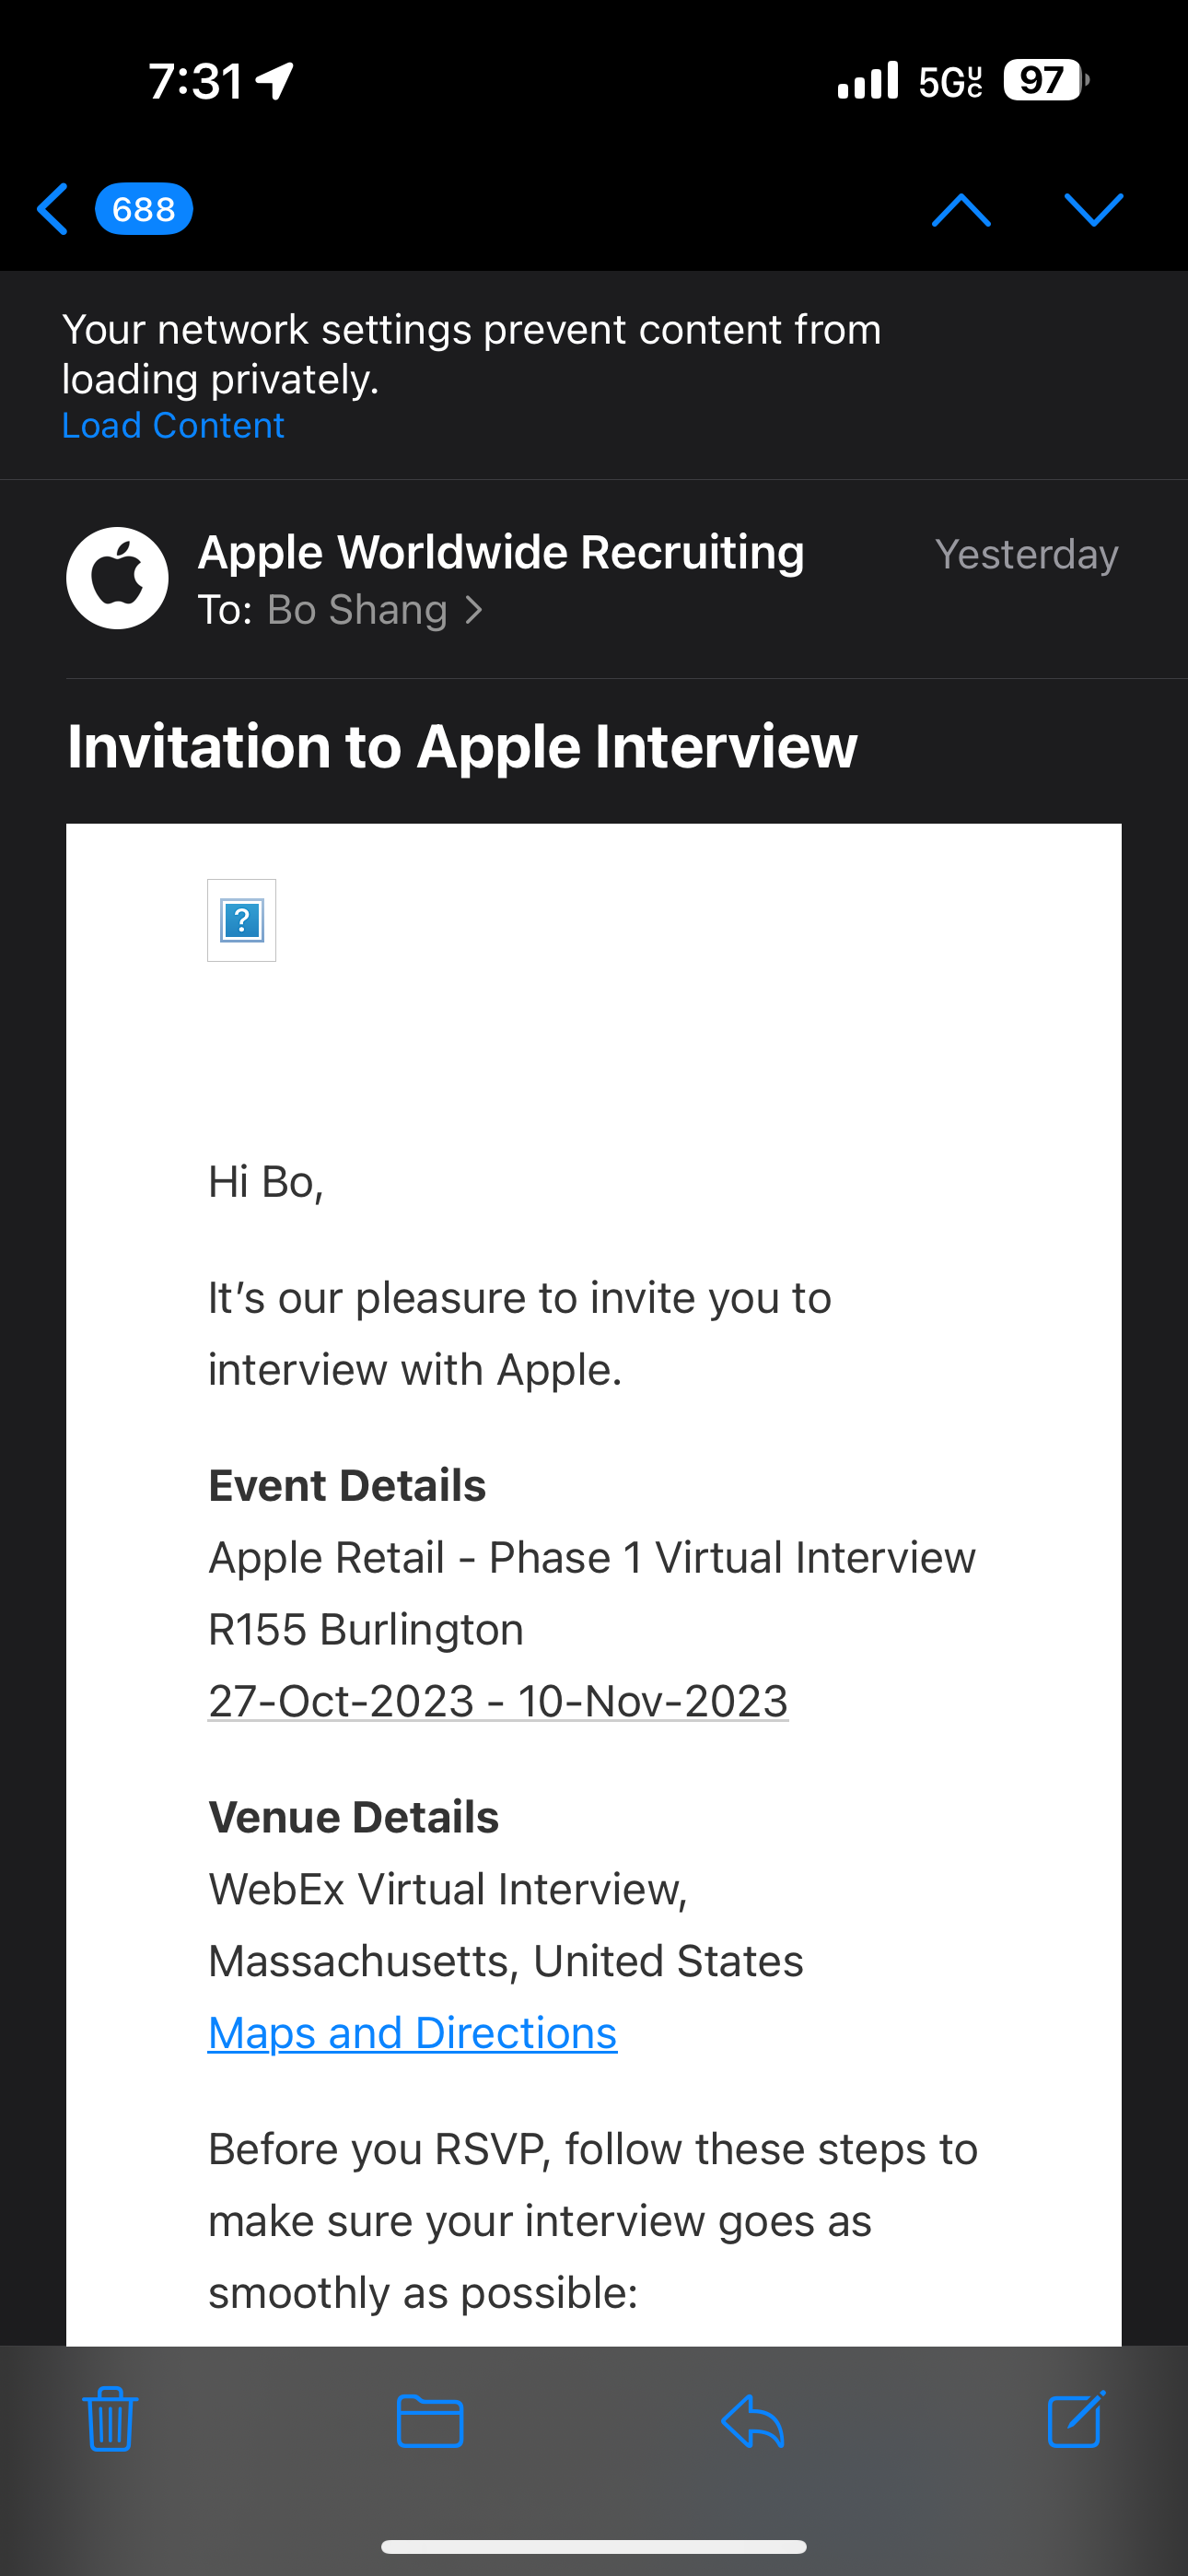 7:31
5G UC
97
688
Your network settings prevent content from
loading privately.
Load Content
Apple Worldwide Recruiting
Yesterday
To: Bo Shang
Invitation to Apple Interview
?
Hi Bo,
It’s our pleasure to invite you to
interview with Apple.
Event Details
Apple Retail - Phase 1 Virtual Interview
R155 Burlington
27-Oct-2023 - 10-Nov-2023
Venue Details
WebEx Virtual Interview,
Massachusetts, United States
Maps and Directions
Before you RSVP, follow these steps to
make sure your interview goes as
smoothly as possible: